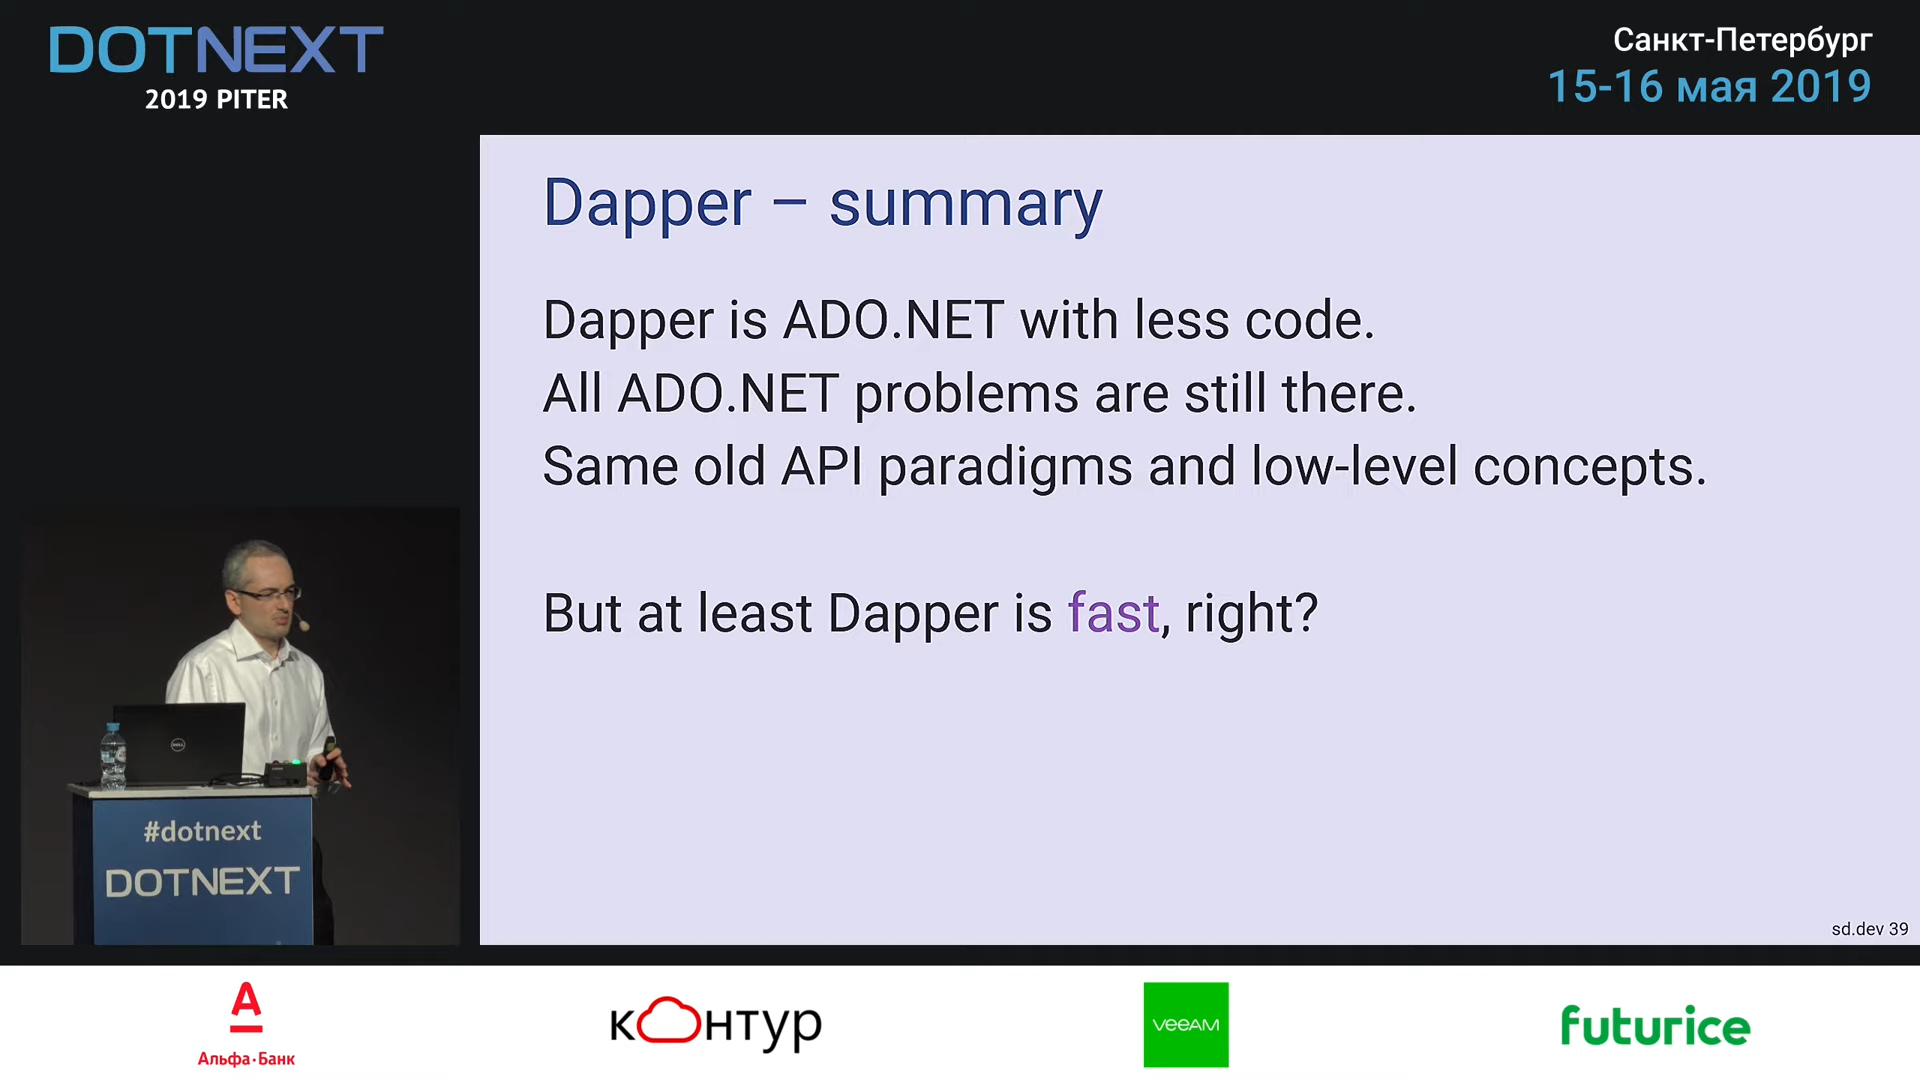 DOTNEXT
2019 PITER
Санкт-Петербург
15-16 мая 2019
Dapper – summary
Dapper is ADO.NET with less code.
All ADO.NET problems are still there.
Same old API paradigms and low-level concepts.
But at least Dapper is fast, right?
sd.dev 39
DELL
#dotnext
DOTNEXT
А
Альфа·Банк
контур
veeAM
futurice